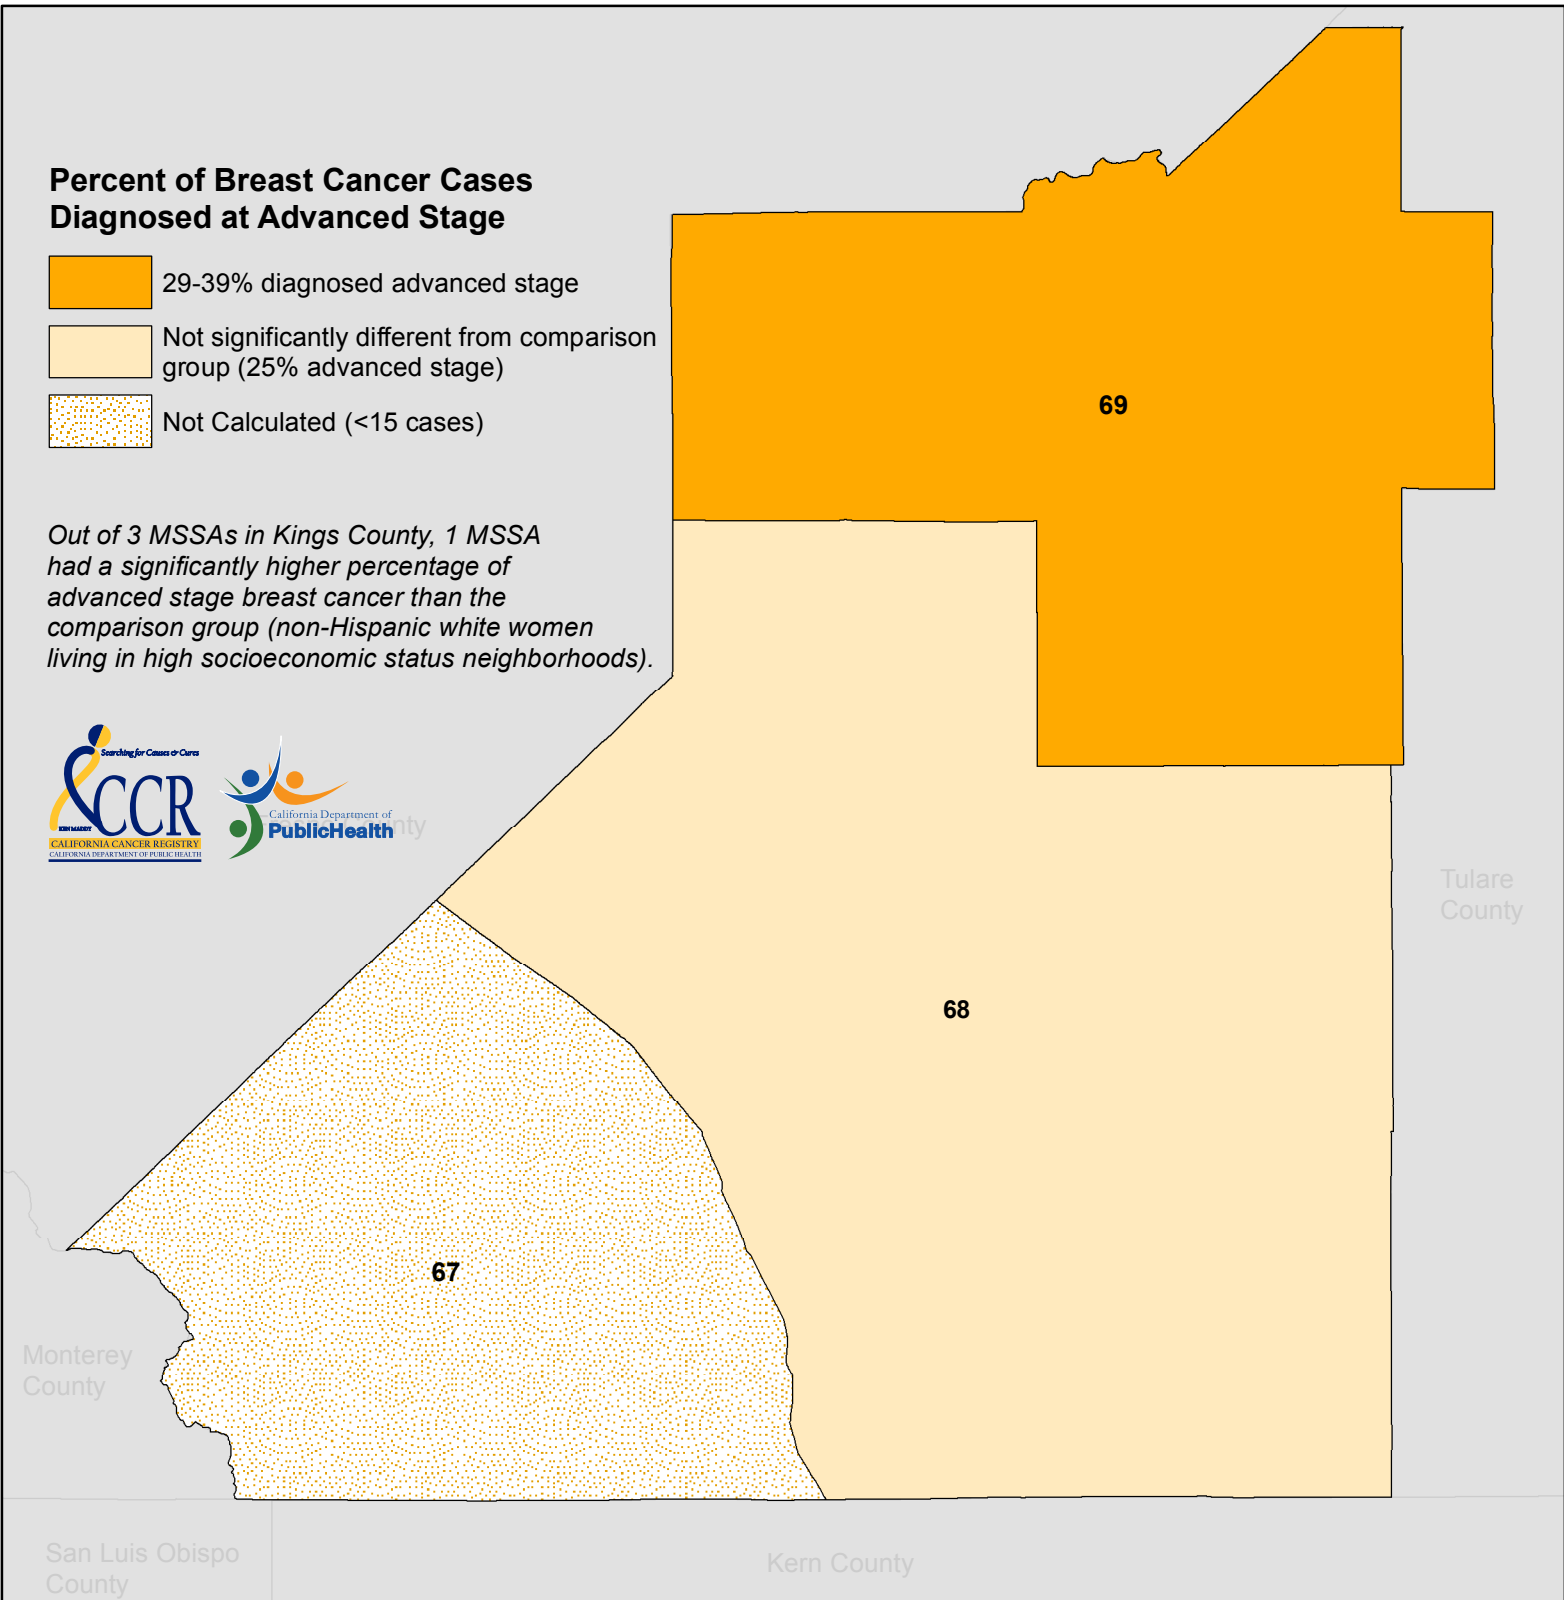 Percent of Breast Cancer Cases
Diagnosed at Advanced Stage
29-39% diagnosed advanced stage
Not significantly different from comparison
group (25% advanced stage)
Not Calculated (<15 cases)
Out of 3 MSSAs in Kings County, 1 MSSA
had a significantly higher percentage of
advanced stage breast cancer than the
comparison group (non-Hispanic white women
living in high socioeconomic status neighborhoods).
Searching for Causes & Cures
CCR
KEN MADDY
CALIFORNIA CANCER REGISTRY
CALIFORNIA DEPARTMENT OF PUBLIC HEALTH
California Department of
PublicHealth
County
69
68
67
Tulare
County
Monterey
County
San Luis Obispo
County
Kern County